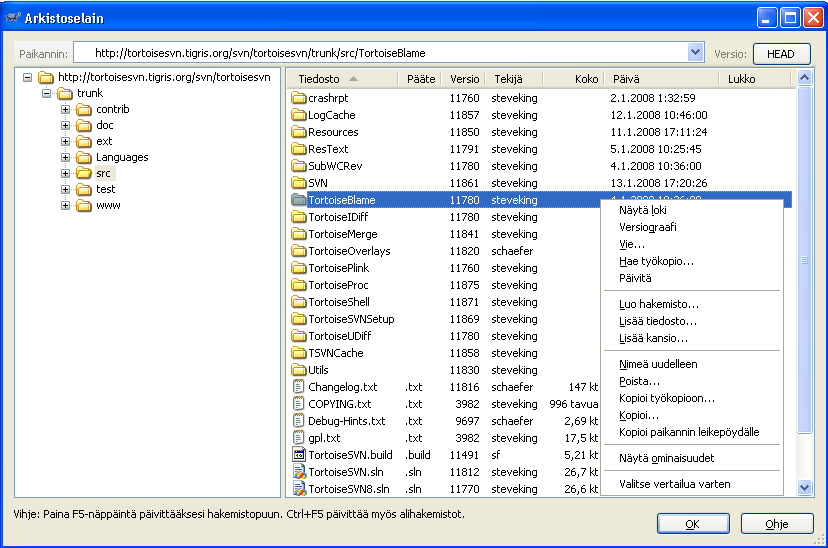 Arkistoselain
Paikannin: http://tortoisesvn.tigris.org/svn/tortoisesvn/trunk/src/TortoiseBlame Versio: HEAD
http://tortoisesvn.tigris.org/svn/tortoisesvn
trunk
contrib
doc
ext
Languages
src
test
www
Tiedosto Pääte Versio Tekijä Koko Päivä Lukko
crashrpt 11760 steveking 2.1.2008 1:32:59
LogCache 11857 steveking 12.1.2008 10:46:00
Resources 11850 steveking 11.1.2008 17:11:24
ResText 11791 steveking 5.1.2008 10:25:45
SubWCRev 11780 steveking 4.1.2008 10:36:00
SVN 11861 steveking 13.1.2008 17:20:26
TortoiseBlame 11780 steveking 4.1.2008 10:36:00
TortoiseIDiff 11780 steveking
TortoiseMerge 11841 steveking
TortoiseOverlays 11820 schaefer
TortoisePlink 11760 steveking
TortoiseProc 11875 steveking
TortoiseShell 11871 steveking
TortoiseSVNSetup 11869 steveking
TortoiseUDiff 11780 steveking
TSVNCache 11858 steveking
Utils 11830 steveking
Changelog.txt .txt 11816 schaefer 147 kt
COPYING.txt .txt 3982 steveking 996 tavua
Debug-Hints.txt .txt 9697 schaefer 2,69 kt
gpl.txt .txt 3982 steveking 17,5 kt
TortoiseSVN.build .build 11491 sf 5,21 kt
TortoiseSVN.sln .sln 11812 steveking 26,7 kt
TortoiseSVN8.sln .sln 11770 steveking 26,6 kt
Näytä loki
Versiograafi
Vie...
Hae työkopio...
Päivitä
Luo hakemisto...
Lisää tiedosto...
Lisää kansio...
Nimeä uudelleen
Poista...
Kopioi työkopioon...
Kopioi...
Kopioi paikannin leikepöydälle
Näytä ominaisuudet
Valitse vertailua varten
Vihje: Paina F5-näppäintä päivittääksesi hakemistopuun. Ctrl+F5 päivittää myös alihakemistot.
OK Ohje